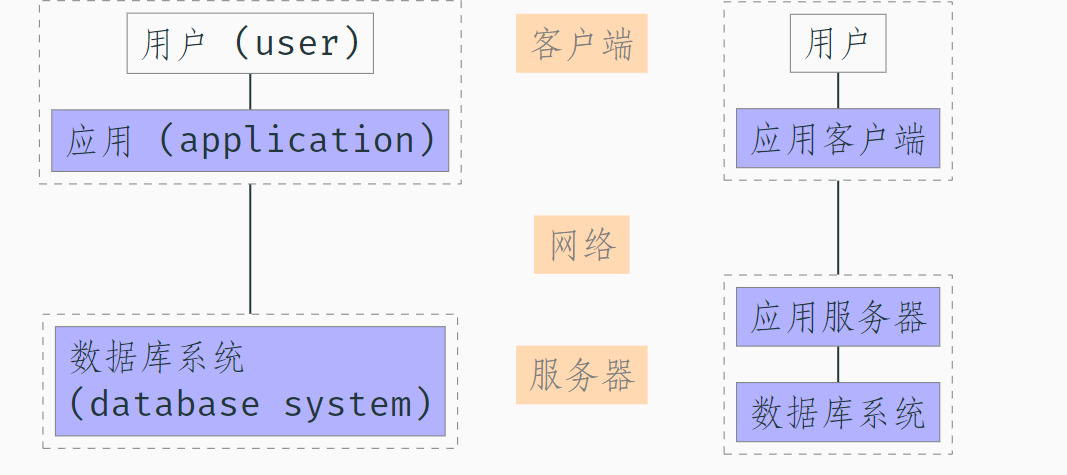 用户 (user)
应用 (application)
数据库系统
(database system)
客户端
网络
服务器
用户
应用客户端
应用服务器
数据库系统